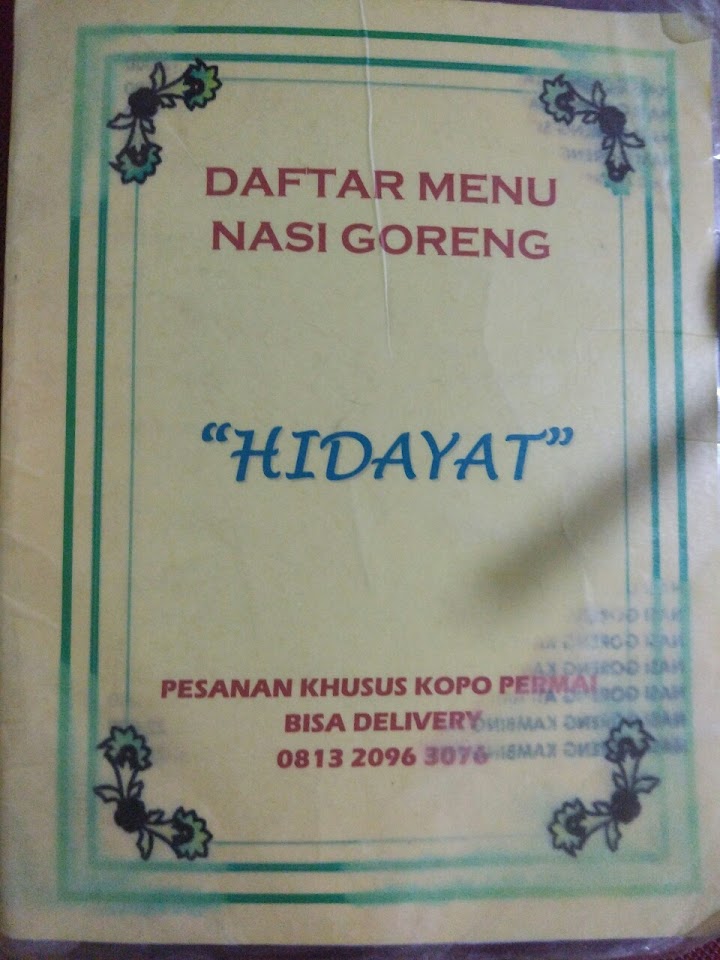 DAFTAR MENU
NASI GORENG
“HIDAYAT”
PESANAN KHUSUS KOPO PERMAI
BISA DELIVERY
0813 2096 3076